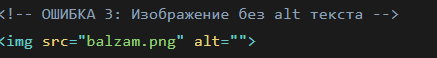 <!-- ОШИБКА 3: Изображение без alt текста -->
<img src="balzam.png" alt="">